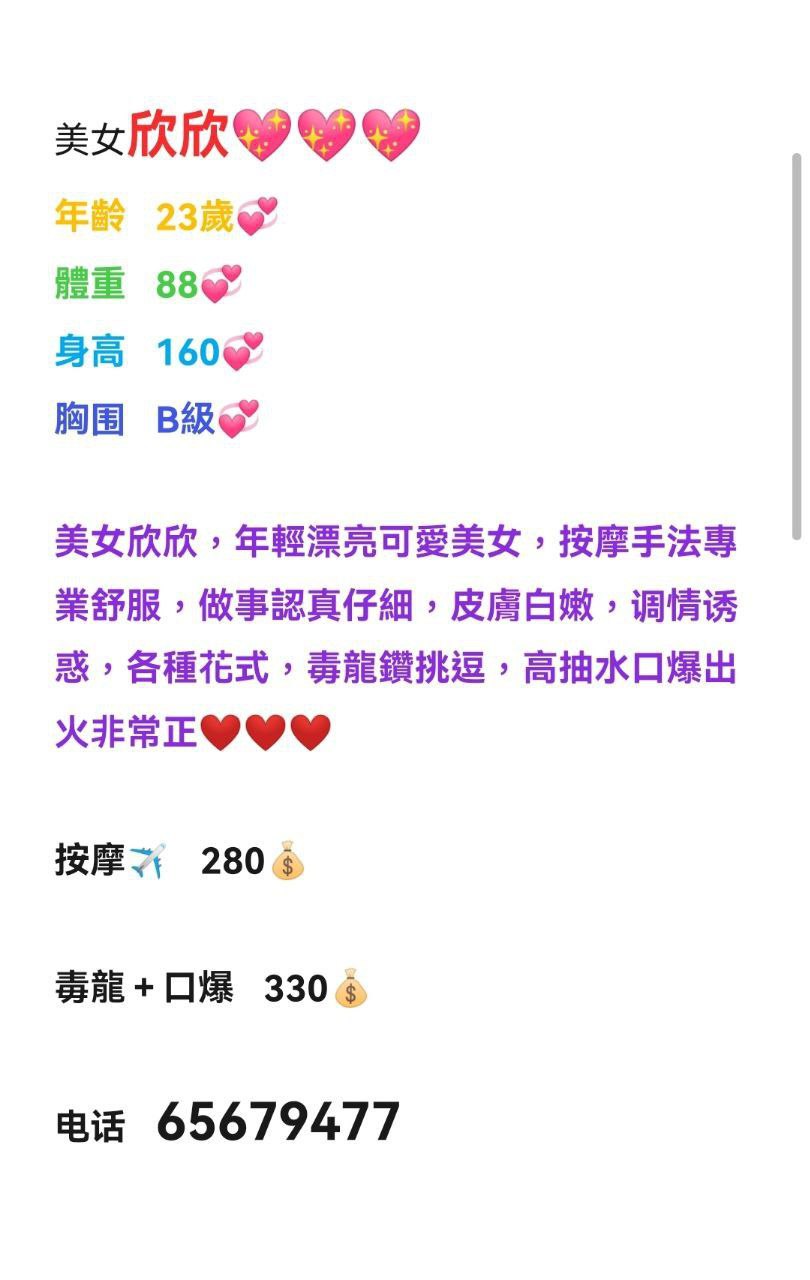 美女欣欣💖💖💖
年齡 23歲💞
體重 88💞
身高 160💞
胸围 B級💞
美女欣欣，年輕漂亮可愛美女，按摩手法專
業舒服，做事認真仔細，皮膚白嫩，调情诱
惑，各種花式，毒龍鑽挑逗，高抽水口爆出
火非常正❤️❤️❤️
按摩✈️ 280💰
毒龍 + 口爆 330💰
电话 65679477